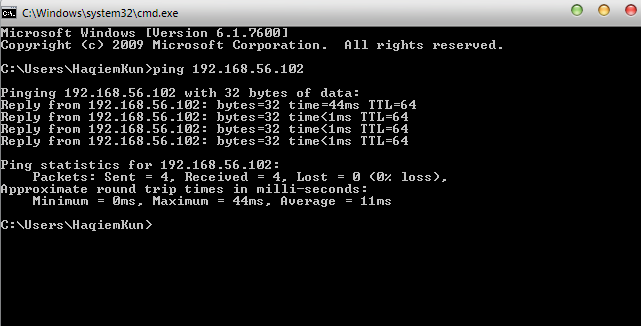 C:\Windows\system32\cmd.exe
Microsoft Windows [Version 6.1.7600]
Copyright (c) 2009 Microsoft Corporation.  All rights reserved.
C:\Users\HaqiemKun>ping 192.168.56.102
Pinging 192.168.56.102 with 32 bytes of data:
Reply from 192.168.56.102: bytes=32 time=44ms TTL=64
Reply from 192.168.56.102: bytes=32 time<1ms TTL=64
Reply from 192.168.56.102: bytes=32 time<1ms TTL=64
Reply from 192.168.56.102: bytes=32 time<1ms TTL=64
Ping statistics for 192.168.56.102:
    Packets: Sent = 4, Received = 4, Lost = 0 (0% loss),
Approximate round trip times in milli-seconds:
    Minimum = 0ms, Maximum = 44ms, Average = 11ms
C:\Users\HaqiemKun>